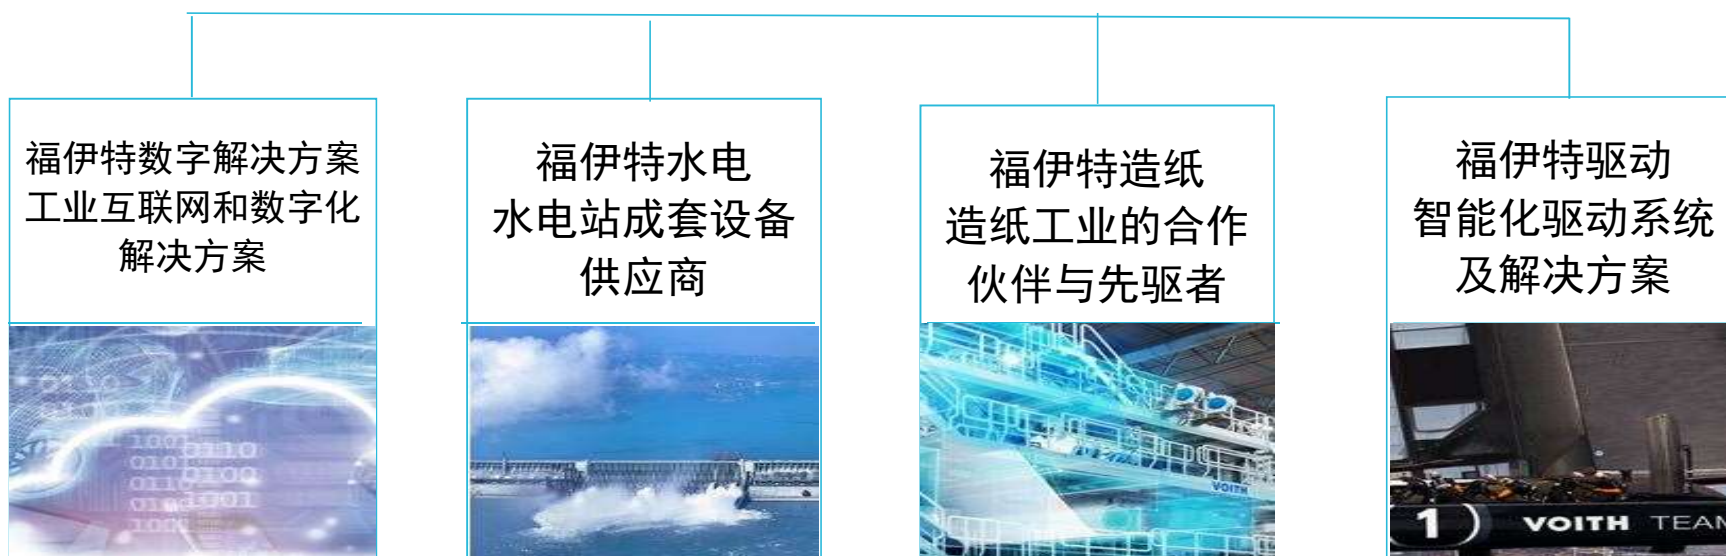 福伊特数字解决方案
工业互联网和数字化
解决方案
福伊特水电
水电站成套设备
供应商
福伊特造纸
造纸工业的合作
伙伴与先驱者
福伊特驱动
智能化驱动系统
及解决方案
1001
0110
0100
1001
VOITH
1
VOITH TEAM